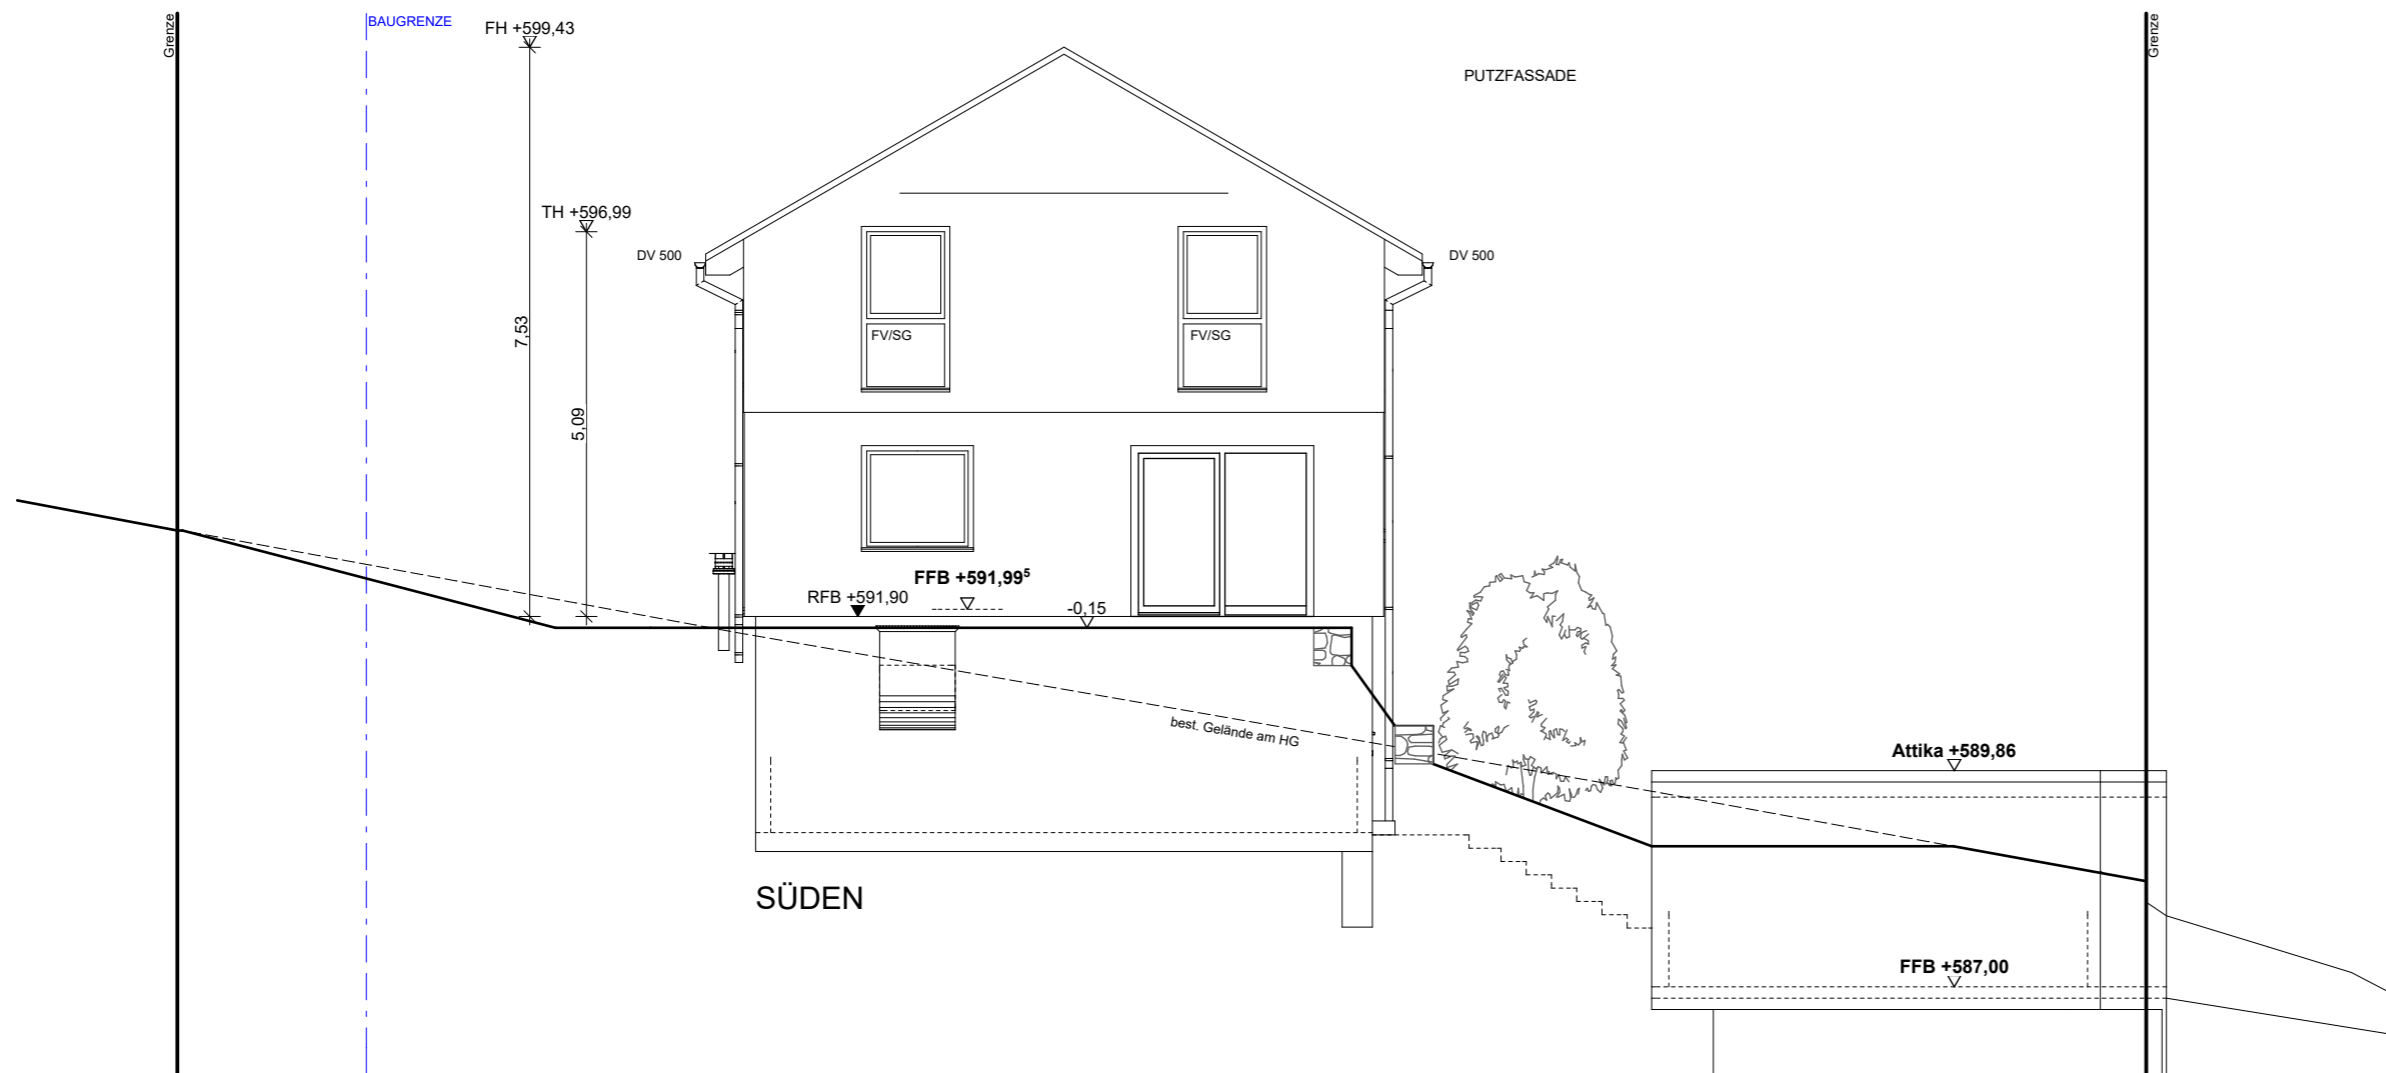 Grenze
BAUGRENZE
FH +599,43
Grenze
PUTZFASSADE
TH +596,99
DV 500
DV 500
7,53
FV/SG
FV/SG
5,09
FFB +591,99⁵
RFB +591,90
-0,15
best. Gelände am HG
Attika +589,86
SÜDEN
FFB +587,00